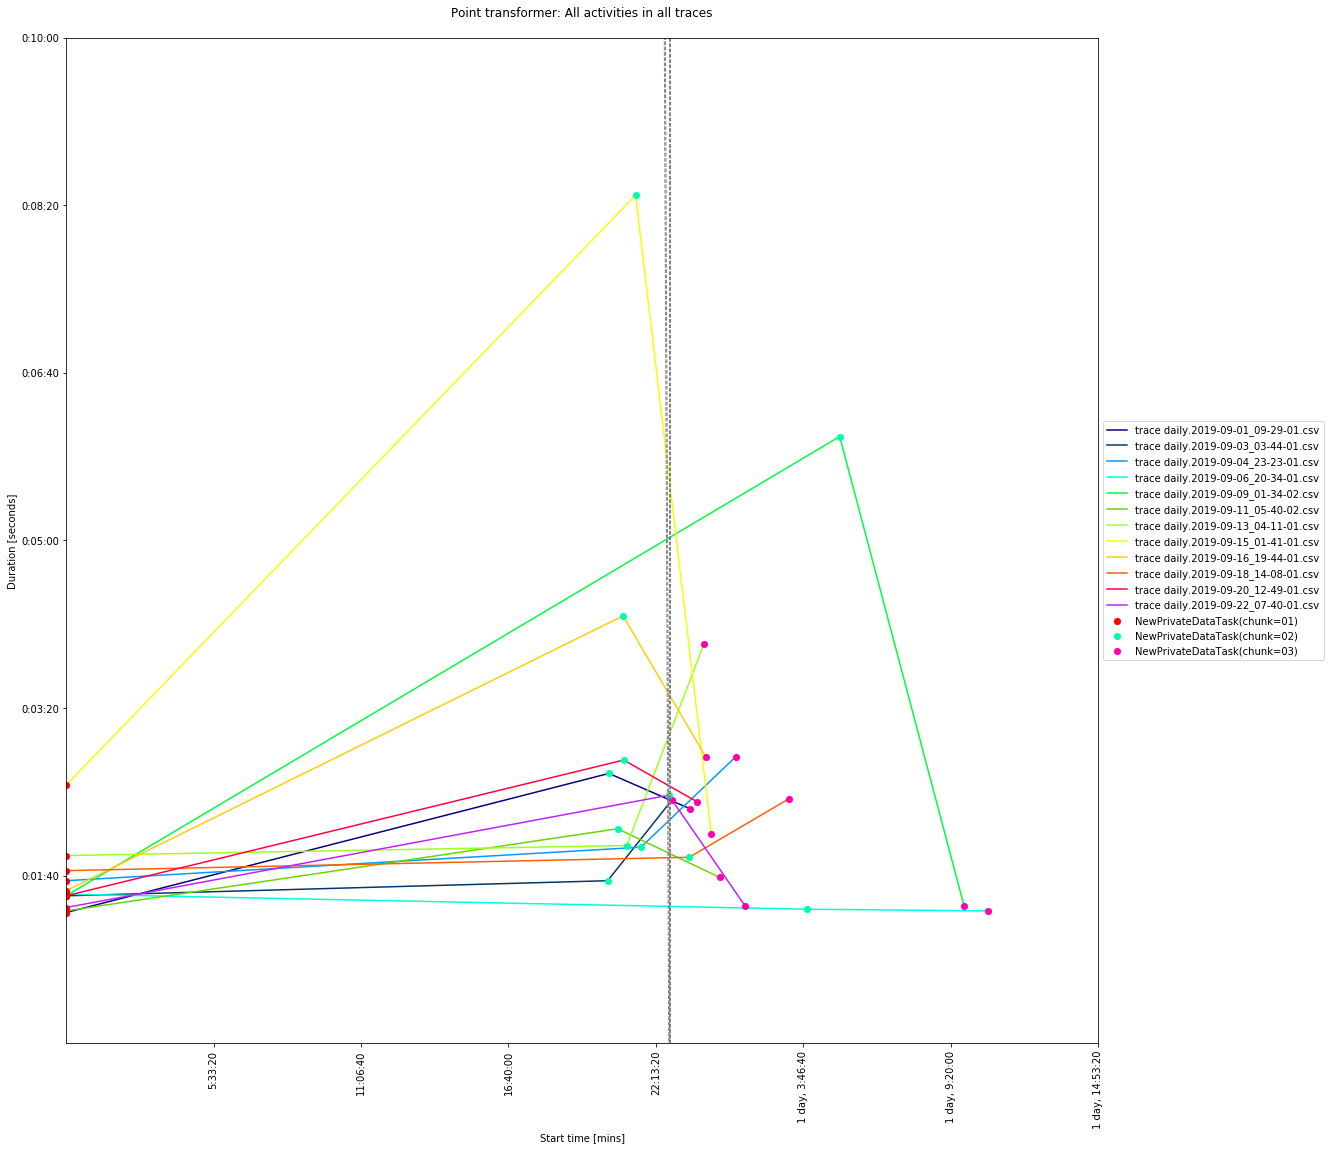 Point transformer: All activities in all traces
0:10:00
0:08:20
0:06:40
0:05:00
0:03:20
0:01:40
Duration [seconds]
5:33:20
11:06:40
16:40:00
22:13:20
1 day, 3:46:40
1 day, 9:20:00
1 day, 14:53:20
Start time [mins]
trace daily.2019-09-01_09-29-01.csv
trace daily.2019-09-03_03-44-01.csv
trace daily.2019-09-04_23-23-01.csv
trace daily.2019-09-06_20-34-01.csv
trace daily.2019-09-09_01-34-02.csv
trace daily.2019-09-11_05-40-02.csv
trace daily.2019-09-13_04-11-01.csv
trace daily.2019-09-15_01-41-01.csv
trace daily.2019-09-16_19-44-01.csv
trace daily.2019-09-18_14-08-01.csv
trace daily.2019-09-20_12-49-01.csv
trace daily.2019-09-22_07-40-01.csv
NewPrivateDataTask(chunk=01)
NewPrivateDataTask(chunk=02)
NewPrivateDataTask(chunk=03)